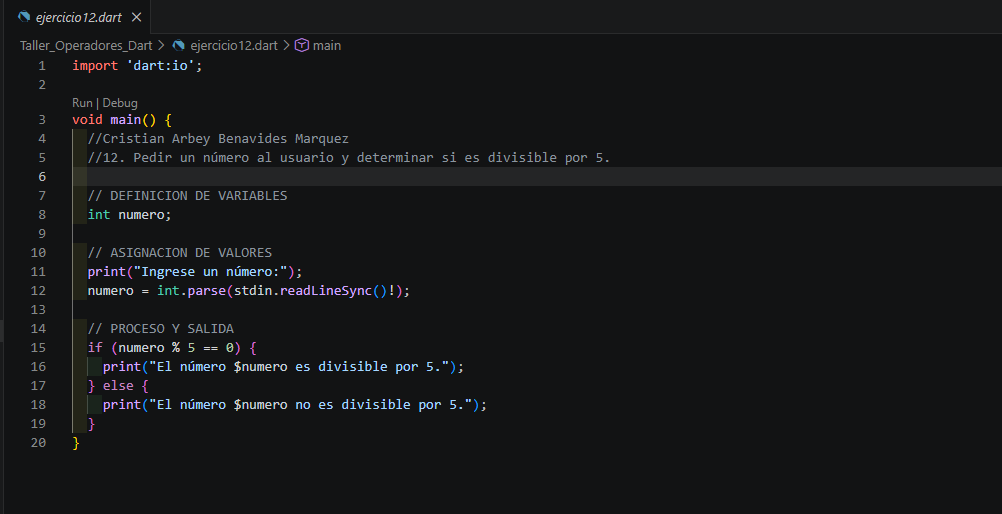 ejercicio12.dart
Taller_Operadores_Dart > ejercicio12.dart > main
1 import 'dart:io';
2
Run | Debug
3 void main() {
4 //Cristian Arbey Benavides Marquez
5 //12. Pedir un número al usuario y determinar si es divisible por 5.
6
7 // DEFINICION DE VARIABLES
8 int numero;
9
10 // ASIGNACION DE VALORES
11 print("Ingrese un número:");
12 numero = int.parse(stdin.readLineSync()!);
13
14 // PROCESO Y SALIDA
15 if (numero % 5 == 0) {
16 print("El número $numero es divisible por 5.");
17 } else {
18 print("El número $numero no es divisible por 5.");
19 }
20 }